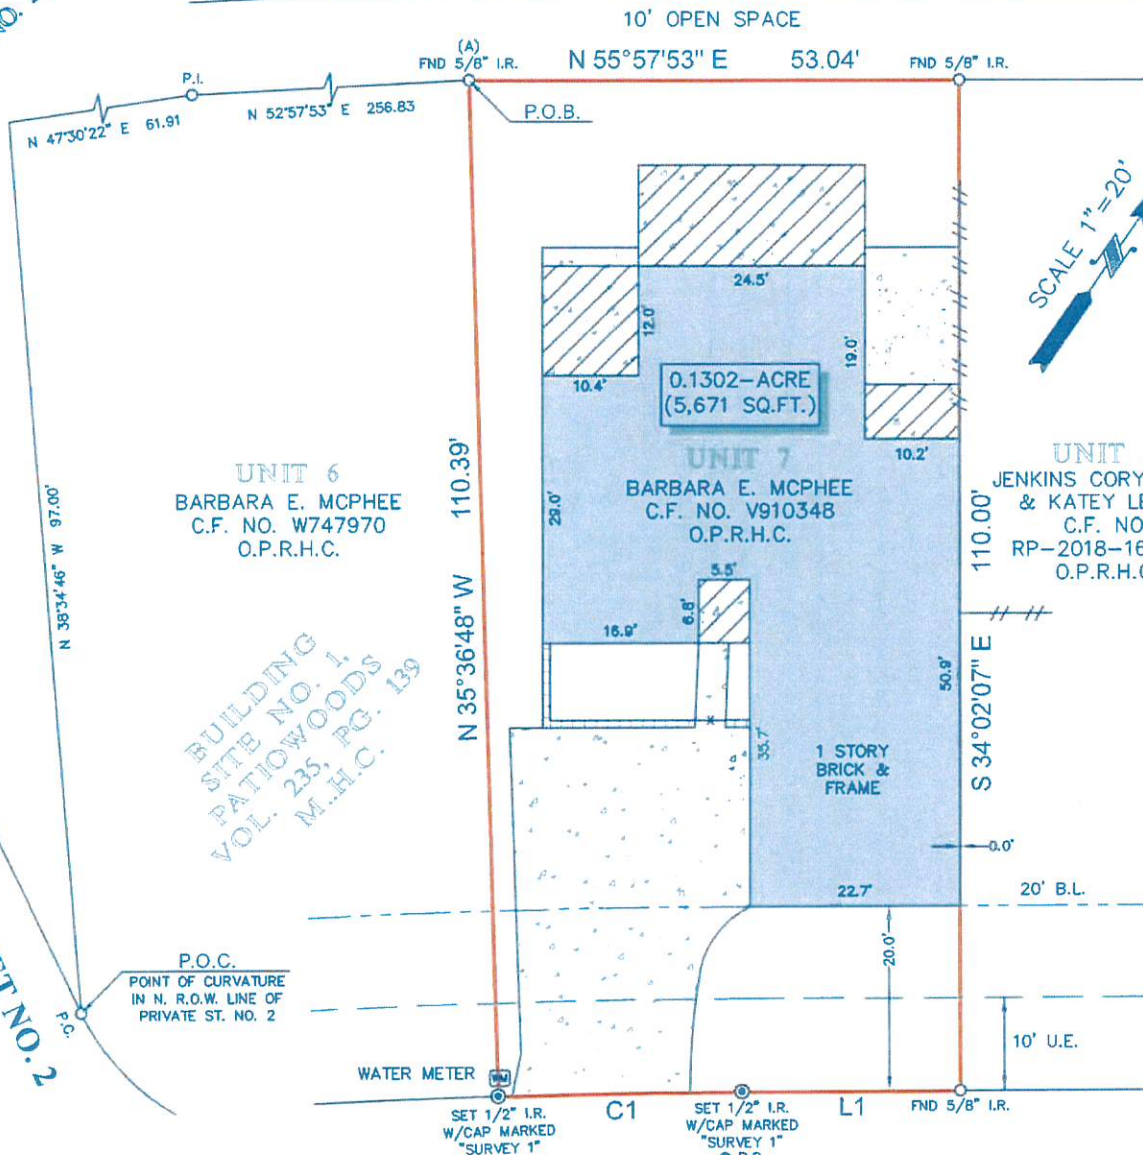 NO.
10' OPEN SPACE
(A)
FND 5/8" I.R.
N 55°57'53" E 53.04'
FND 5/8" I.R.
P.I.
N 47°30'22" E 61.91
N 52°57'53" E 256.83
P.O.B.
SCALE 1"=20'
24.5'
12.0'
19.0'
10.4'
0.1302-ACRE
(5,671 SQ.FT.)
10.2'
UNIT 6
BARBARA E. MCPHEE
C.F. NO. W747970
O.P.R.H.C.
N 35°36'48" W 110.39'
29.0'
UNIT 7
BARBARA E. MCPHEE
C.F. NO. V910348
O.P.R.H.C.
S 34°02'07" E 110.00'
UNIT
JENKINS CORY
& KATEY LE
C.F. NO
RP-2018-16
O.P.R.H.C
N 38°34'46" W 97.00'
5.5'
6.8'
16.9'
50.9'
35.7'
BUILDING
SITE NO. 1,
PATIOWOODS
VOL. 235, PG. 139
M..H.C.
1 STORY
BRICK &
FRAME
0.0'
22.7'
20' B.L.
20.0'
P.O.C.
POINT OF CURVATURE
IN N. R.O.W. LINE OF
PRIVATE ST. NO. 2
P.C.
ET NO. 2
10' U.E.
WATER METER
WM
SET 1/2" I.R.
W/CAP MARKED
"SURVEY 1"
C1
SET 1/2" I.R.
W/CAP MARKED
"SURVEY 1"
L1
FND 5/8" I.R.